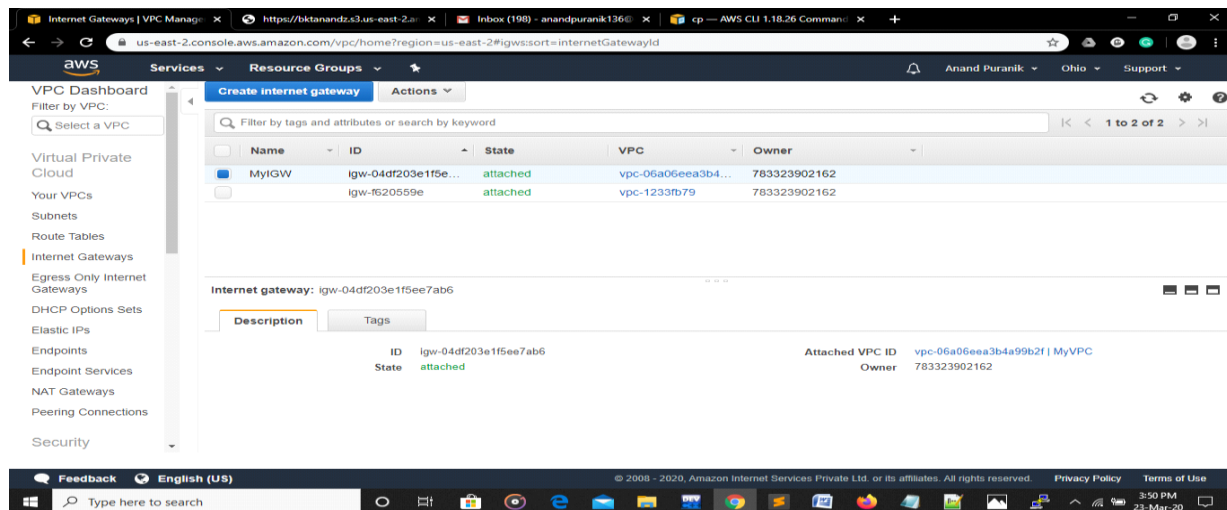 Internet Gateways | VPC Manage
https://bktanandz.s3.us-east-2.ar
Inbox (198) - anandpuranik136@
cp — AWS CLI 1.18.26 Command
us-east-2.console.aws.amazon.com/vpc/home?region=us-east-2#igws:sort=internetGatewayId
aws Services Resource Groups Anand Puranik Ohio Support
VPC Dashboard
Filter by VPC:
Select a VPC
Virtual Private
Cloud
Your VPCs
Subnets
Route Tables
Internet Gateways
Egress Only Internet
Gateways
DHCP Options Sets
Elastic IPs
Endpoints
Endpoint Services
NAT Gateways
Peering Connections
Security
Create internet gateway Actions
Filter by tags and attributes or search by keyword 1 to 2 of 2
Name ID State VPC Owner
MyIGW igw-04df203e1f5e... attached vpc-06a06eea3b4... 783323902162
igw-f620559e attached vpc-1233fb79 783323902162
Internet gateway: igw-04df203e1f5ee7ab6
Description Tags
ID igw-04df203e1f5ee7ab6 Attached VPC ID vpc-06a06eea3b4a99b2f | MyVPC
State attached Owner 783323902162
Feedback English (US) © 2008 - 2020, Amazon Internet Services Private Ltd. or its affiliates. All rights reserved. Privacy Policy Terms of Use
Type here to search
3:50 PM
23-Mar-20